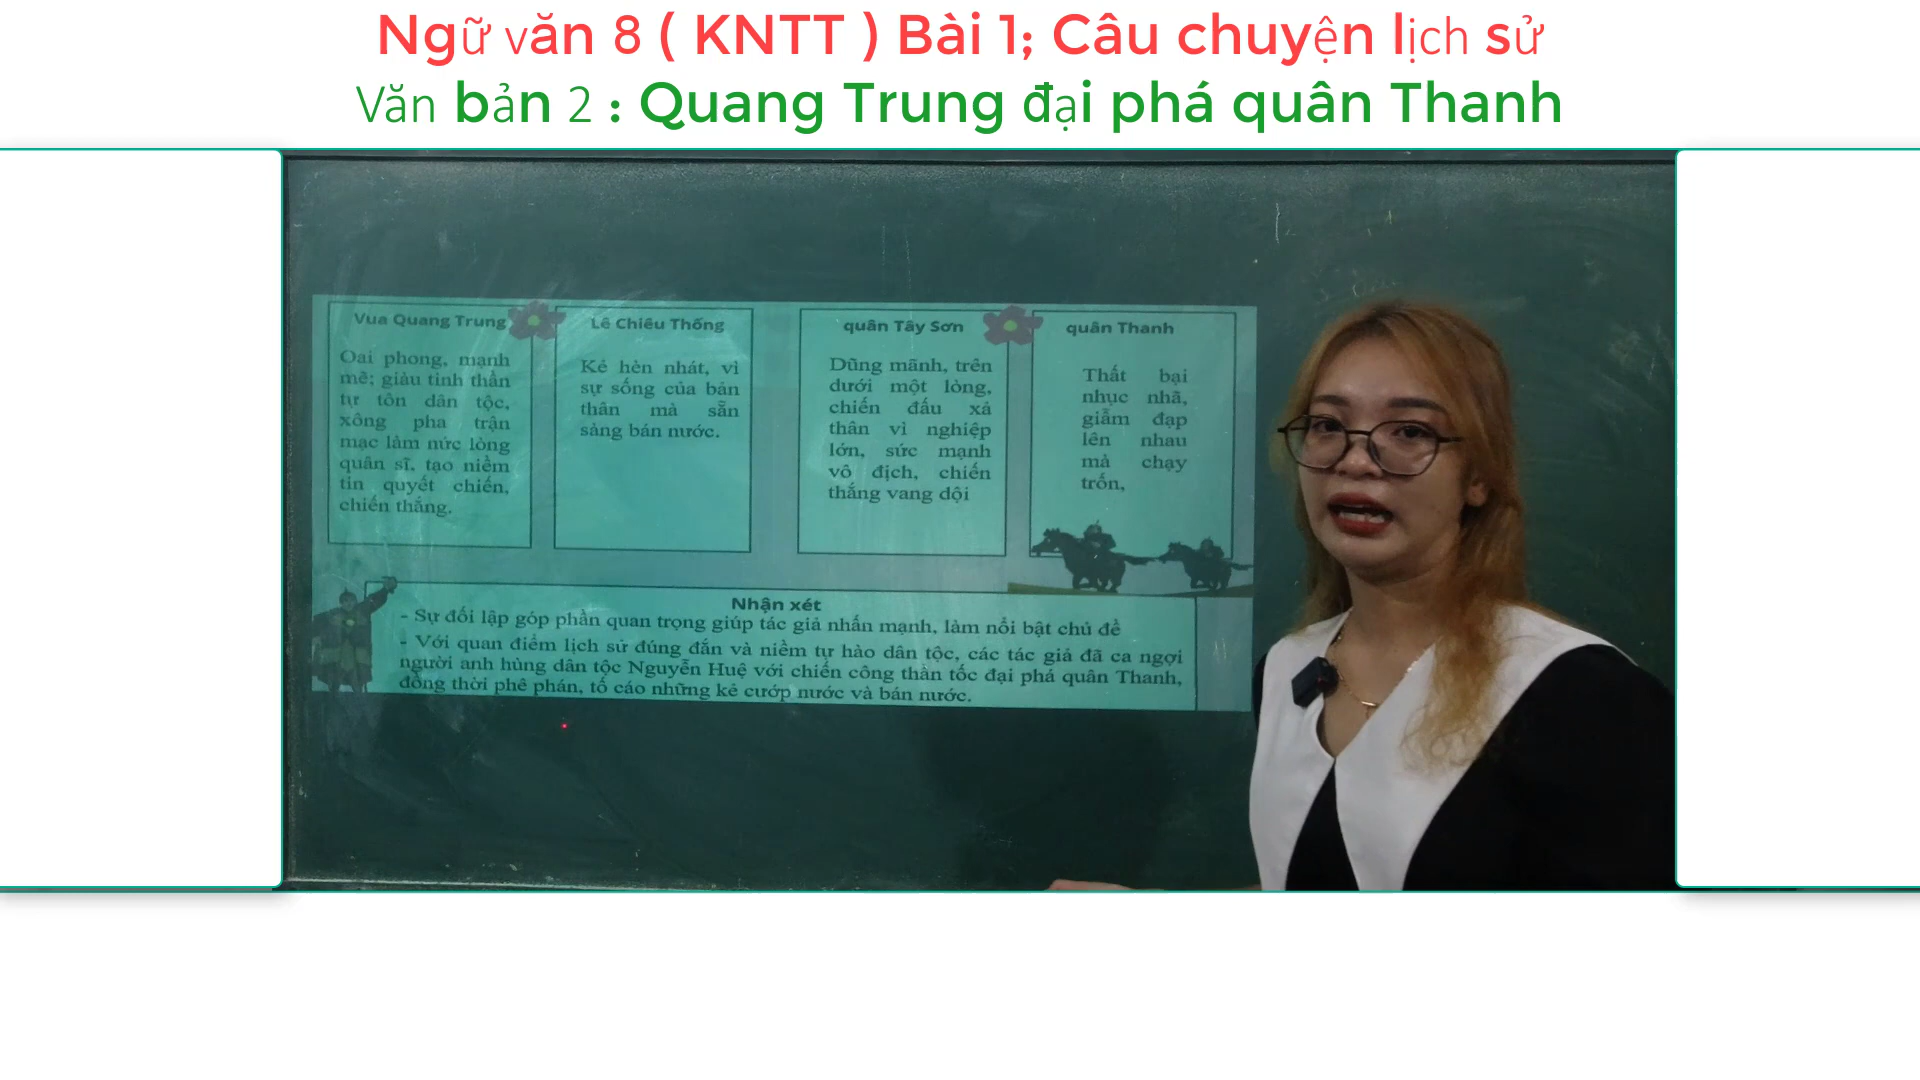 Ngữ văn 8 ( KNTT ) Bài 1; Câu chuyện lịch sử
Văn bản 2 : Quang Trung đại phá quân Thanh
Vua Quang Trung
Oai phong, mạnh
mẽ; giàu tinh thần
tự tôn dân tộc,
xông pha trận
mạc làm nức lòng
quân sĩ, tạo niềm
tin quyết chiến,
chiến thắng.
Lê Chiêu Thống
Kẻ hèn nhát, vì
sự sống của bản
thân mà sẵn
sàng bán nước.
quân Tây Sơn
Dũng mãnh, trên
dưới một lòng,
chiến đấu xả
thân vì nghiệp
lớn, sức mạnh
vô địch, chiến
thắng vang dội
quân Thanh
Thất bại
nhục nhã,
giẫm đạp
lên nhau
mà chạy
trốn,
Nhận xét
- Sự đối lập góp phần quan trọng giúp tác giả nhấn mạnh, làm nổi bật chủ đề
- Với quan điểm lịch sử đúng đắn và niềm tự hào dân tộc, các tác giả đã ca ngợi
người anh hùng dân tộc Nguyễn Huệ với chiến công thần tốc đại phá quân Thanh,
đồng thời phê phán, tố cáo những kẻ cướp nước và bán nước.